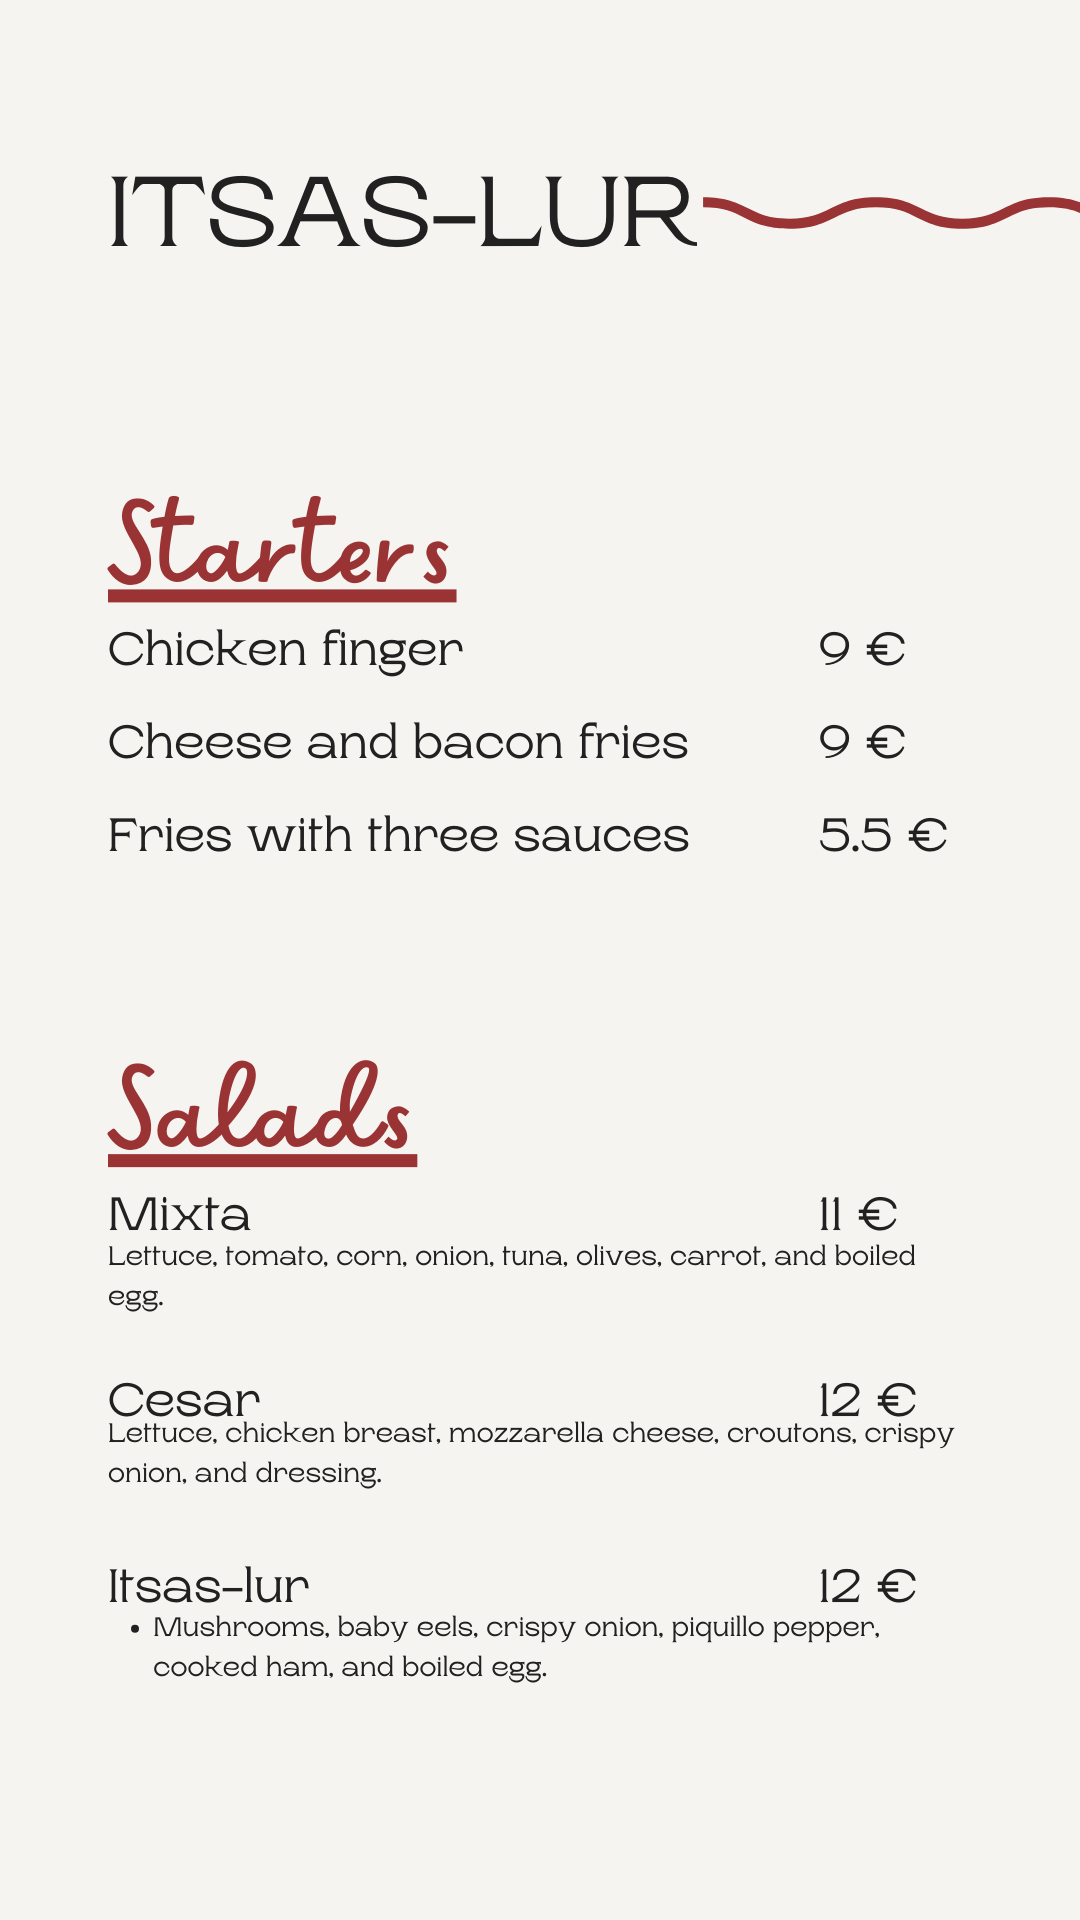 ITSAS-LUR
Starters
Chicken finger 9 €
Cheese and bacon fries 9 €
Fries with three sauces 5.5 €
Salads
Mixta 11 €
Lettuce, tomato, corn, onion, tuna, olives, carrot, and boiled
egg.
Cesar 12 €
Lettuce, chicken breast, mozzarella cheese, croutons, crispy
onion, and dressing.
Itsas-lur 12 €
• Mushrooms, baby eels, crispy onion, piquillo pepper,
cooked ham, and boiled egg.